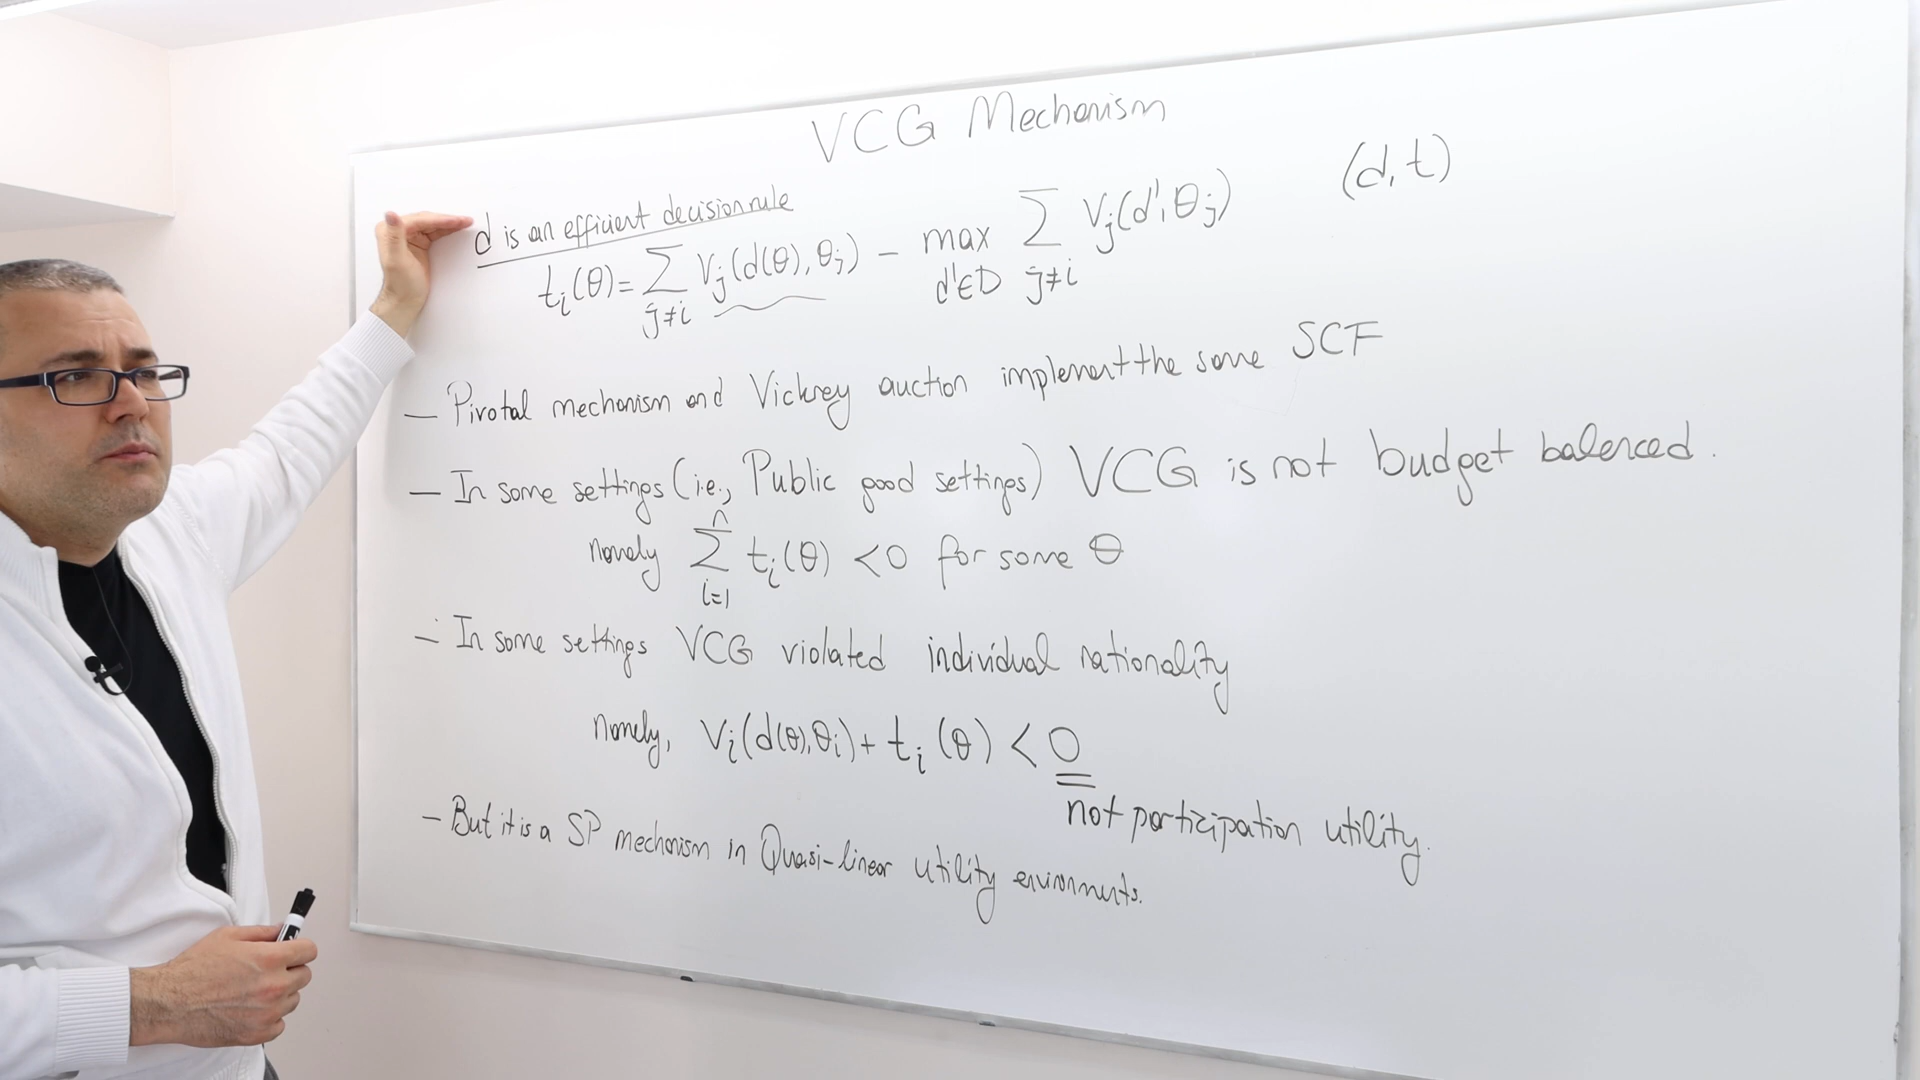 VCG Mechanism
(d, t)
d is an efficient decision rule
t_i(θ) = Σ_{j≠i} V_j(d(θ), θ_j) − max_{d'∈D} Σ_{j≠i} V_j(d', θ_j)
— Pivotal mechanism and Vickrey auction implement the same SCF
— In some settings (i.e., Public good settings) VCG is not budget balenced.
namely Σ_{i=1}^{n} t_i(θ) < 0 for some θ
— In some settings VCG violated individual rationality
namely, V_i(d(θ), θ_i) + t_i(θ) < 0
not participation utility.
— But it is a SP mechanism in Quasi-linear utility environments.